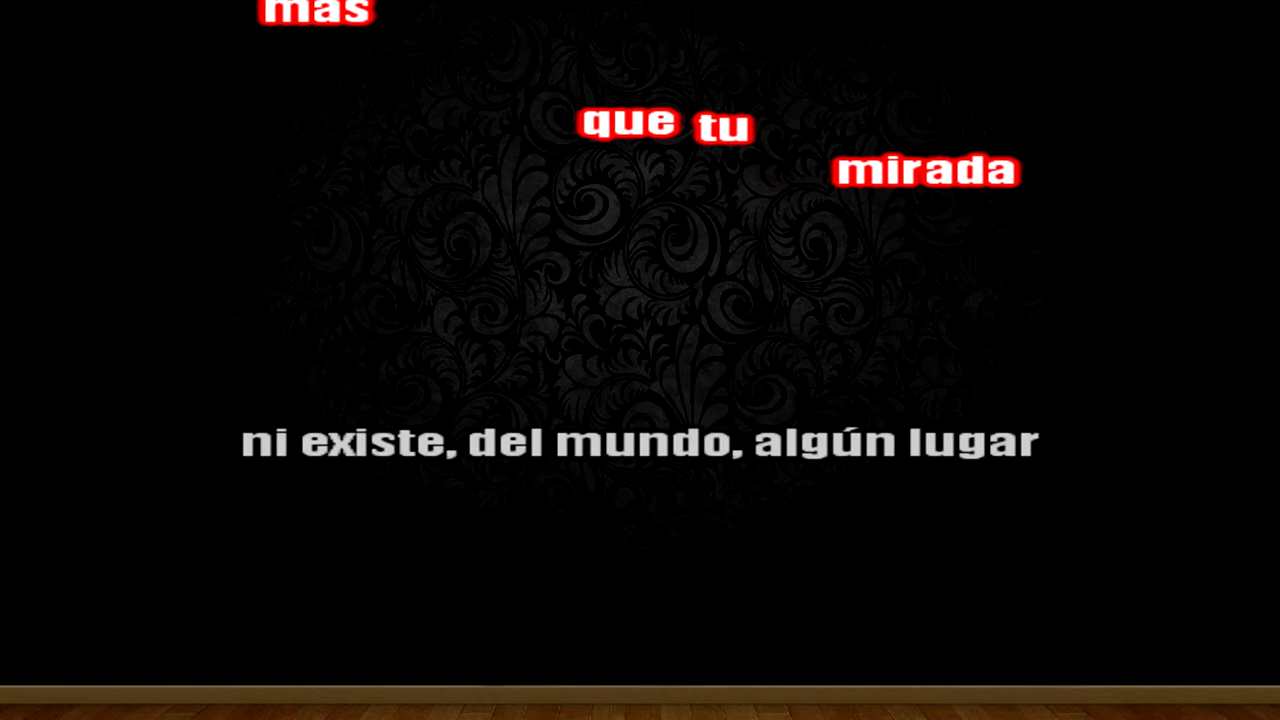 mas
que tu
mirada
ni existe, del mundo, algún lugar